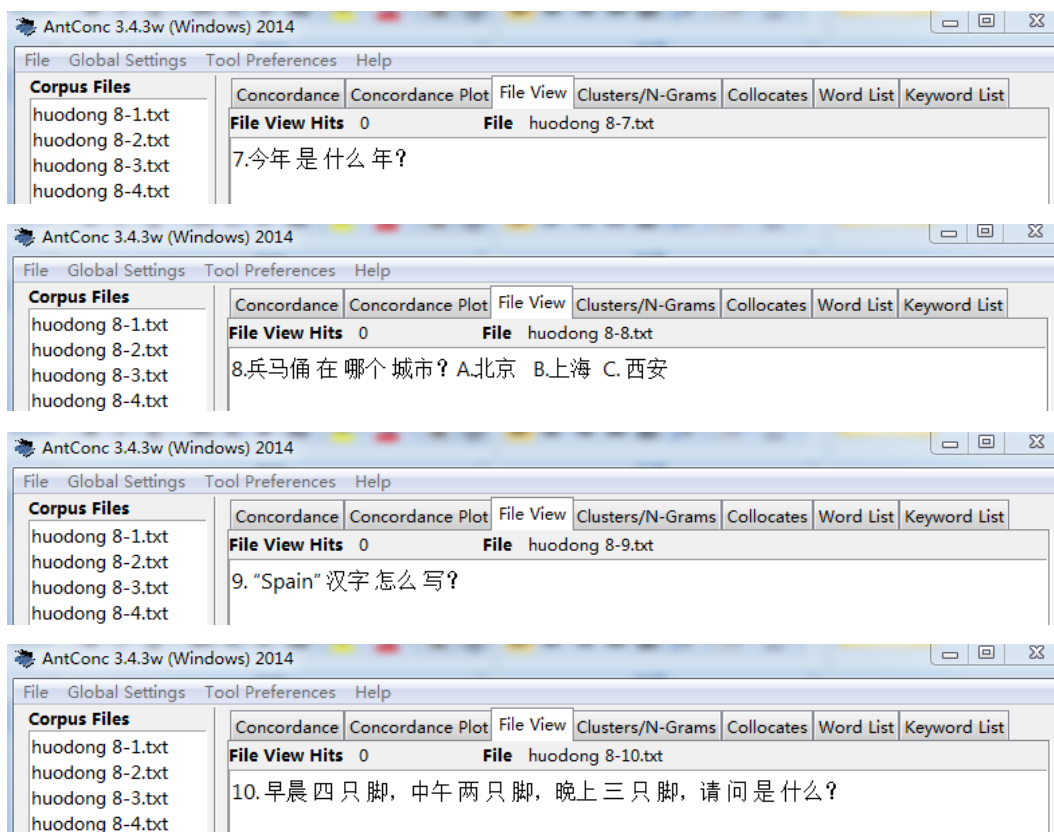 AntConc 3.4.3w (Windows) 2014
File Global Settings Tool Preferences Help
Corpus Files
huodong 8-1.txt
huodong 8-2.txt
huodong 8-3.txt
huodong 8-4.txt
Concordance Concordance Plot File View Clusters/N-Grams Collocates Word List Keyword List
File View Hits 0 File huodong 8-7.txt
7.今年 是 什么 年?
AntConc 3.4.3w (Windows) 2014
File Global Settings Tool Preferences Help
Corpus Files
huodong 8-1.txt
huodong 8-2.txt
huodong 8-3.txt
huodong 8-4.txt
Concordance Concordance Plot File View Clusters/N-Grams Collocates Word List Keyword List
File View Hits 0 File huodong 8-8.txt
8.兵马俑 在 哪个 城市? A.北京 B.上海 C. 西安
AntConc 3.4.3w (Windows) 2014
File Global Settings Tool Preferences Help
Corpus Files
huodong 8-1.txt
huodong 8-2.txt
huodong 8-3.txt
huodong 8-4.txt
Concordance Concordance Plot File View Clusters/N-Grams Collocates Word List Keyword List
File View Hits 0 File huodong 8-9.txt
9. “Spain” 汉字 怎么 写?
AntConc 3.4.3w (Windows) 2014
File Global Settings Tool Preferences Help
Corpus Files
huodong 8-1.txt
huodong 8-2.txt
huodong 8-3.txt
huodong 8-4.txt
Concordance Concordance Plot File View Clusters/N-Grams Collocates Word List Keyword List
File View Hits 0 File huodong 8-10.txt
10. 早晨 四 只 脚，中午 两 只 脚，晚上 三 只 脚，请 问 是 什么?